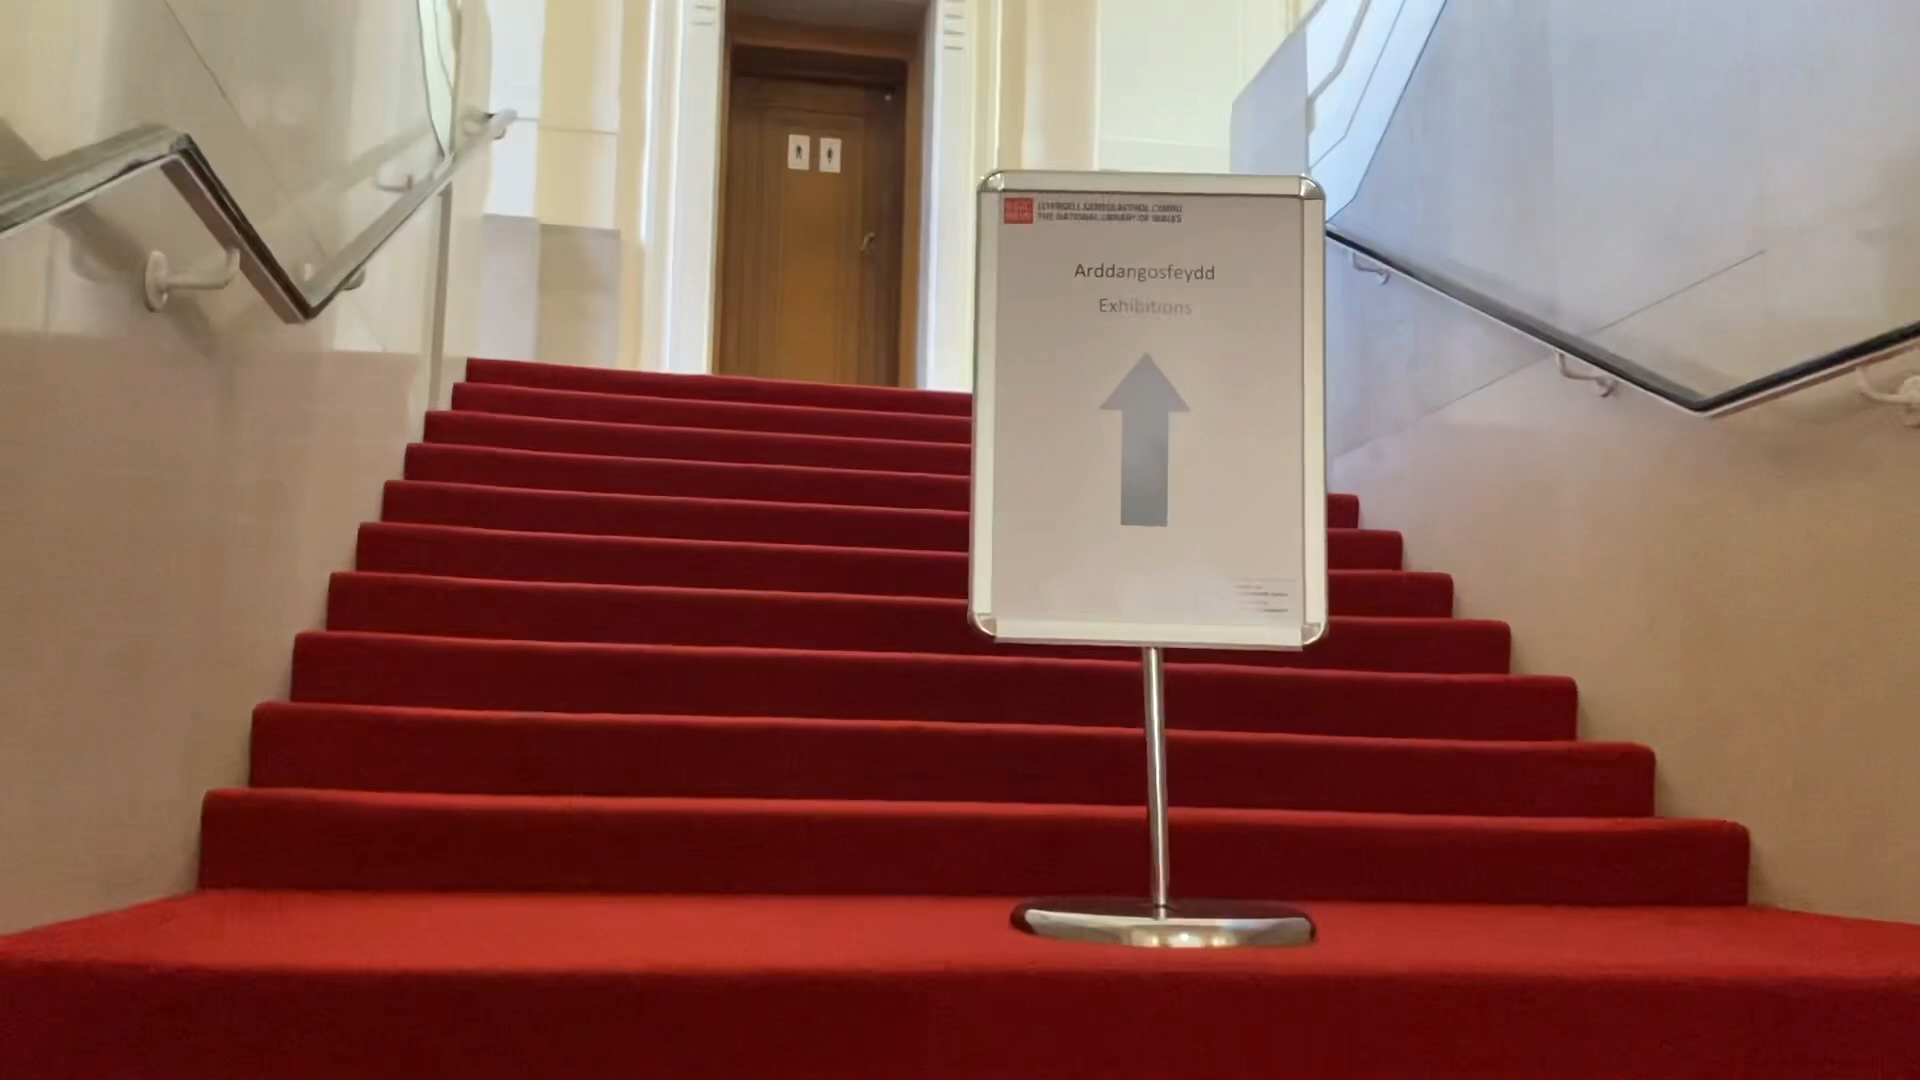 LLYFRGELL GENEDLAETHOL CYMRU
THE NATIONAL LIBRARY OF WALES
Arddangosfeydd
Exhibitions